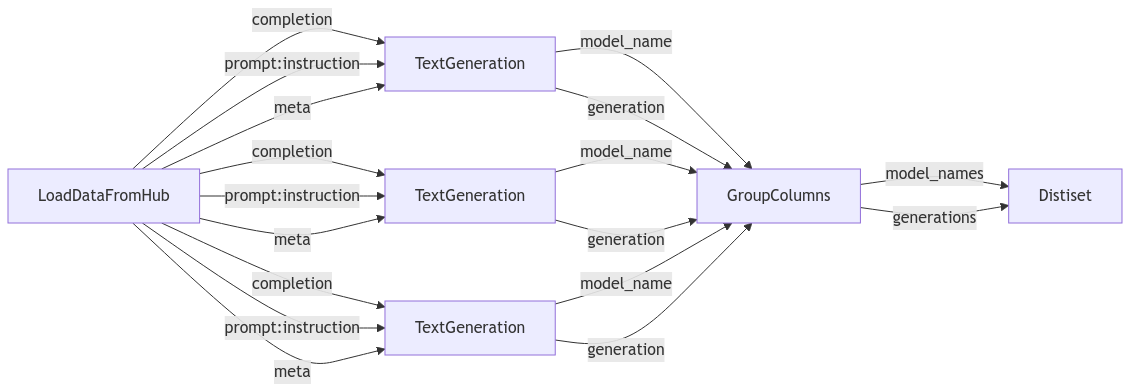 completion
prompt:instruction
meta
TextGeneration
model_name
generation
LoadDataFromHub
completion
prompt:instruction
meta
TextGeneration
model_name
generation
GroupColumns
model_names
generations
Distiset
completion
prompt:instruction
meta
TextGeneration
model_name
generation